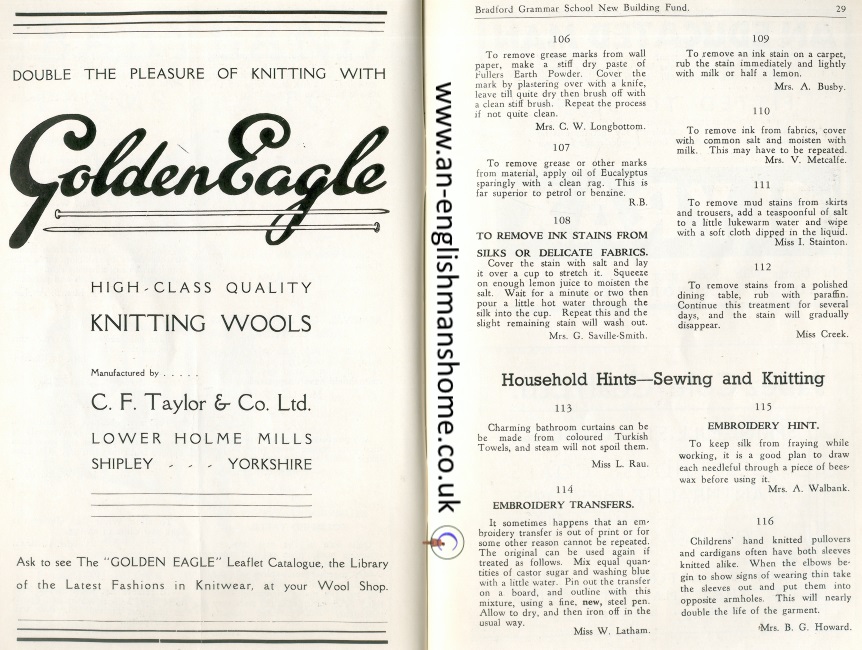 DOUBLE THE PLEASURE OF KNITTING WITH
Golden Eagle
HIGH-CLASS QUALITY
KNITTING WOOLS
Manufactured by . . . . .
C. F. Taylor & Co. Ltd.
LOWER HOLME MILLS
SHIPLEY - - - YORKSHIRE
Ask to see The "GOLDEN EAGLE" Leaflet Catalogue, the Library
of the Latest Fashions in Knitwear, at your Wool Shop.
www.an-englishmanshome.co.uk
Bradford Grammar School New Building Fund. 29
106
To remove grease marks from wall
paper, make a stiff dry paste of
Fullers Earth Powder. Cover the
mark by plastering over with a knife,
leave till quite dry then brush off with
a clean stiff brush. Repeat the process
if not quite clean.
Mrs. C. W. Longbottom.
107
To remove grease or other marks
from material, apply oil of Eucalyptus
sparingly with a clean rag. This is
far superior to petrol or benzine.
R.B.
108
TO REMOVE INK STAINS FROM
SILKS OR DELICATE FABRICS.
Cover the stain with salt and lay
it over a cup to stretch it. Squeeze
on enough lemon juice to moisten the
salt. Wait for a minute or two then
pour a little hot water through the
silk into the cup. Repeat this and the
slight remaining stain will wash out.
Mrs. G. Saville-Smith.
109
To remove an ink stain on a carpet,
rub the stain immediately and lightly
with milk or half a lemon.
Mrs. A. Busby.
110
To remove ink from fabrics, cover
with common salt and moisten with
milk. This may have to be repeated.
Mrs. V. Metcalfe.
111
To remove mud stains from skirts
and trousers, add a teaspoonful of salt
to a little lukewarm water and wipe
with a soft cloth dipped in the liquid.
Miss I. Stainton.
112
To remove stains from a polished
dining table, rub with paraffin.
Continue this treatment for several
days, and the stain will gradually
disappear.
Miss Creek.
Household Hints—Sewing and Knitting
113
Charming bathroom curtains can be
be made from coloured Turkish
Towels, and steam will not spoil them.
Miss L. Rau.
114
EMBROIDERY TRANSFERS.
It sometimes happens that an em-
broidery transfer is out of print or for
some other reason cannot be repeated.
The original can be used again if
treated as follows. Mix equal quan-
tities of castor sugar and washing blue
with a little water. Pin out the transfer
on a board, and outline with this
mixture, using a fine, new, steel pen.
Allow to dry, and then iron off in the
usual way.
Miss W. Latham.
115
EMBROIDERY HINT.
To keep silk from fraying while
working, it is a good plan to draw
each needleful through a piece of bees-
wax before using it.
Mrs. A. Walbank.
116
Childrens' hand knitted pullovers
and cardigans often have both sleeves
knitted alike. When the elbows be-
gin to show signs of wearing thin take
the sleeves out and put them into
opposite armholes. This will nearly
double the life of the garment.
Mrs. B. G. Howard.